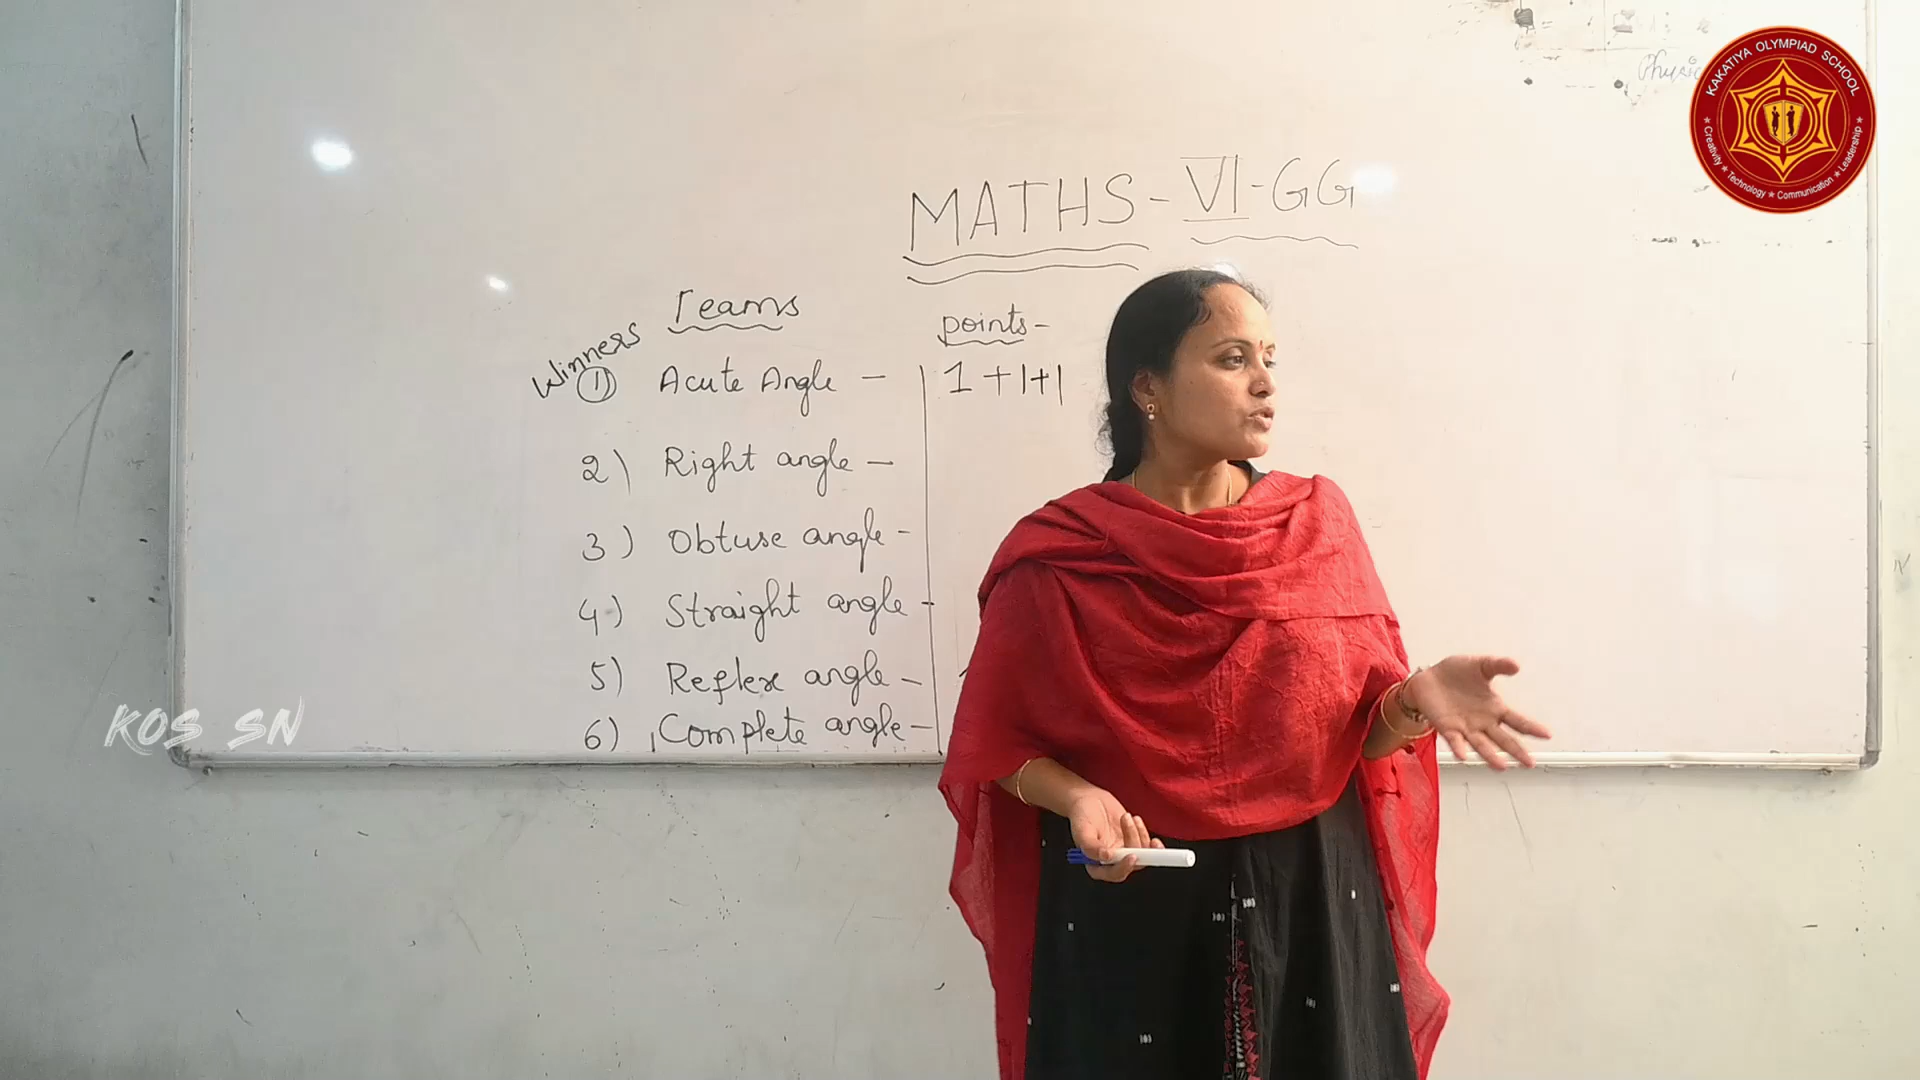 KAKATIYA OLYMPIAD SCHOOL
★ Creativity ★ Technology ★ Communication ★ Leadership ★
Physic
MATHS - VI - GG
Teams
points -
Winners
1) Acute Angle - 1 + 1 + 1
2) Right angle -
3) Obtuse angle -
4) Straight angle -
5) Reflex angle -
6) Complete angle -
KOS SN